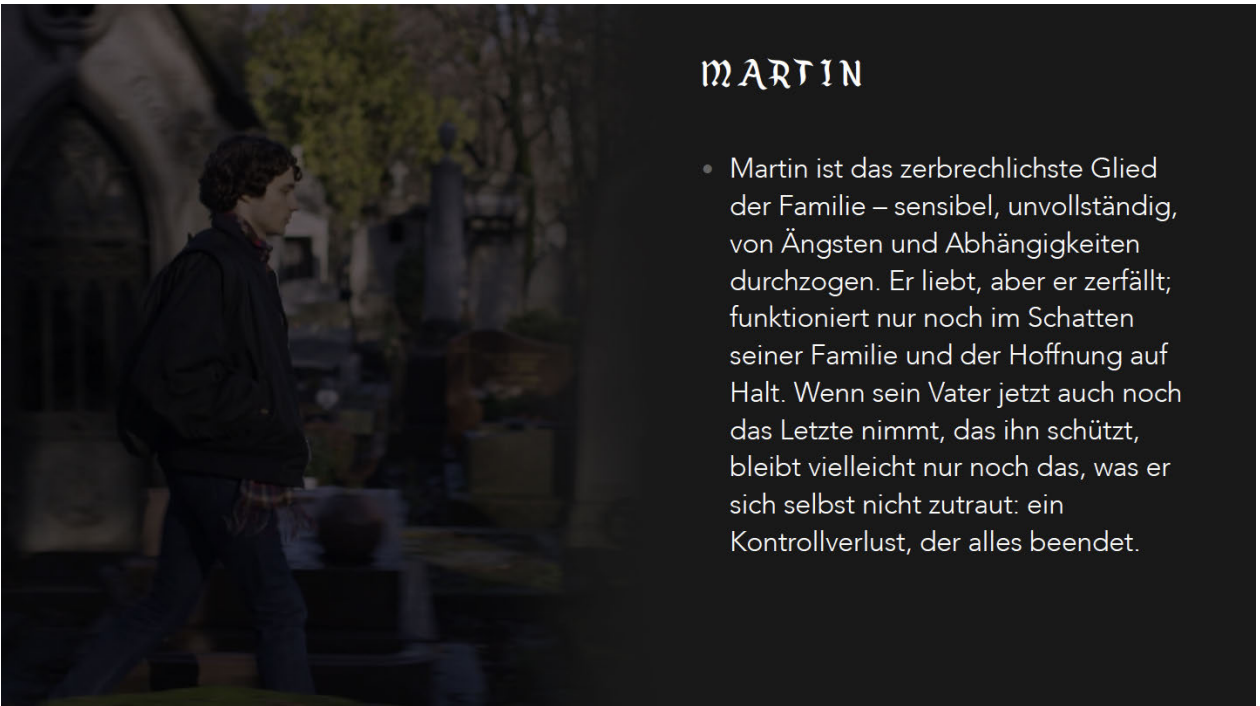 MARTIN
• Martin ist das zerbrechlichste Glied
der Familie – sensibel, unvollständig,
von Ängsten und Abhängigkeiten
durchzogen. Er liebt, aber er zerfällt;
funktioniert nur noch im Schatten
seiner Familie und der Hoffnung auf
Halt. Wenn sein Vater jetzt auch noch
das Letzte nimmt, das ihn schützt,
bleibt vielleicht nur noch das, was er
sich selbst nicht zutraut: ein
Kontrollverlust, der alles beendet.